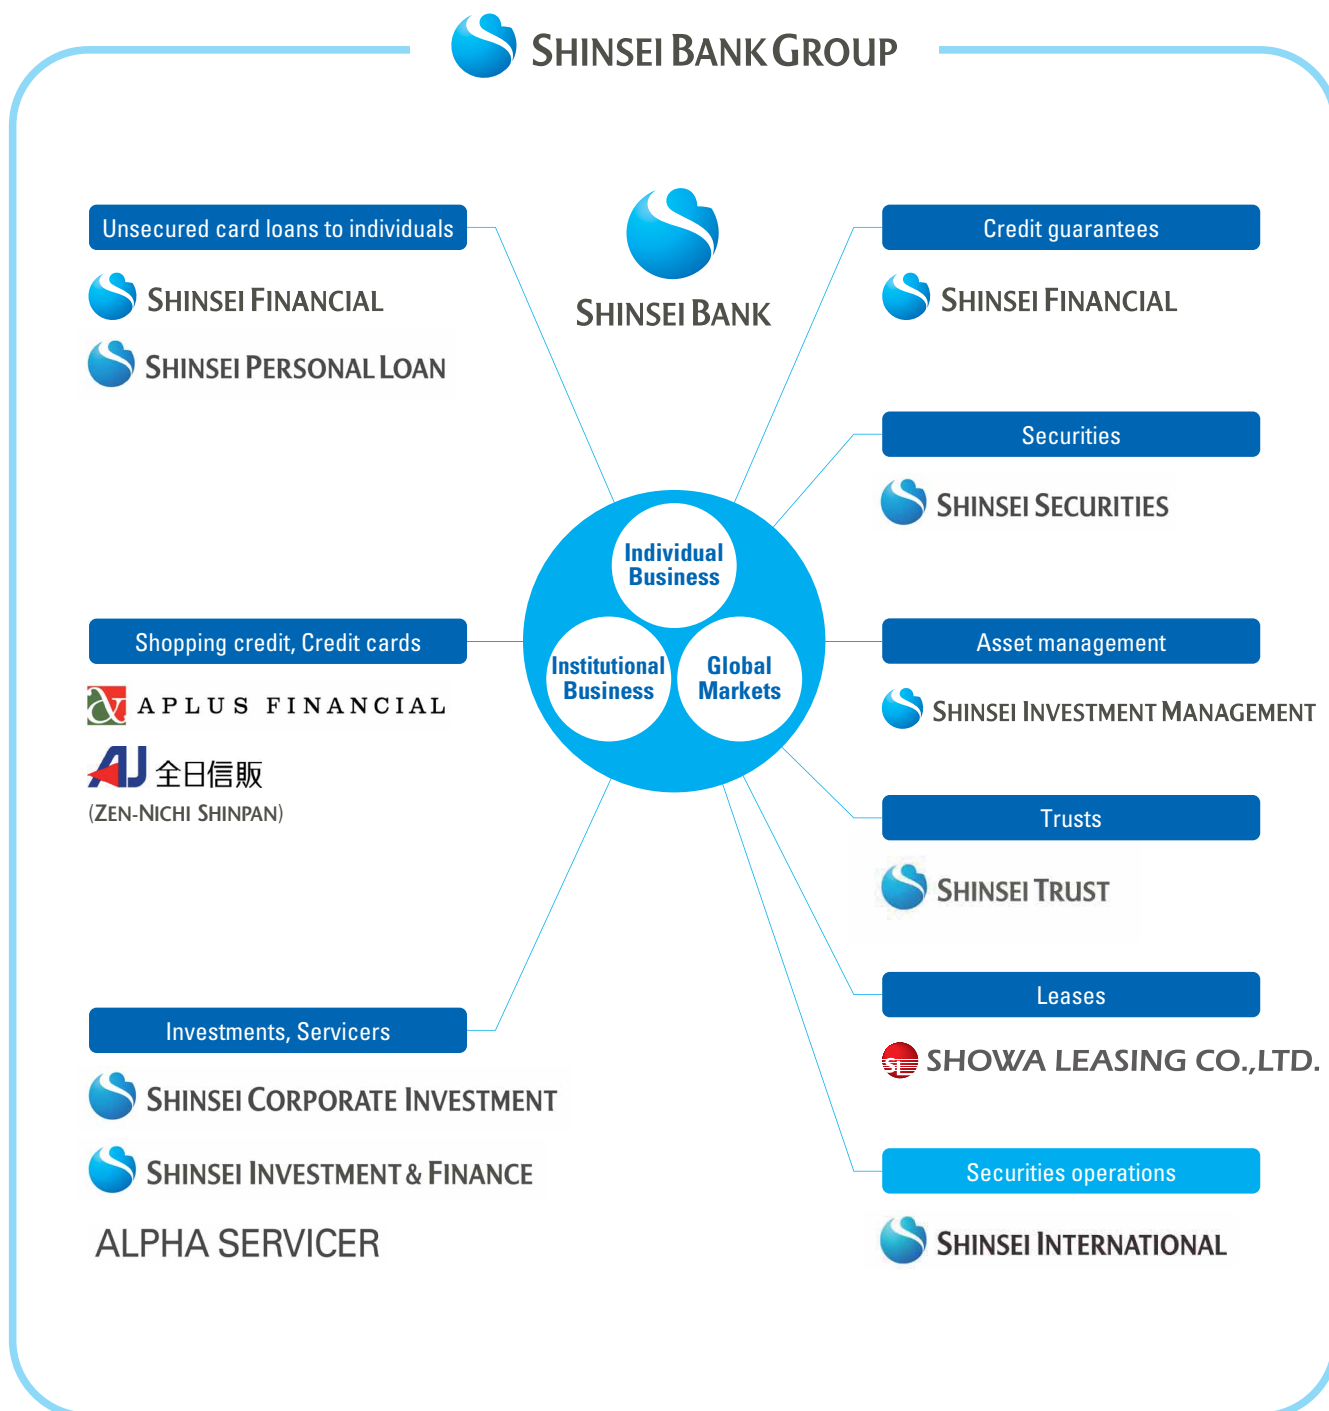 SHINSEI BANK GROUP
SHINSEI BANK
Unsecured card loans to individuals
SHINSEI FINANCIAL
SHINSEI PERSONAL LOAN
Shopping credit, Credit cards
APLUS FINANCIAL
AJ 全日信販
(ZEN-NICHI SHINPAN)
Investments, Servicers
SHINSEI CORPORATE INVESTMENT
SHINSEI INVESTMENT & FINANCE
ALPHA SERVICER
Individual
Business
Institutional
Business
Global
Markets
Credit guarantees
SHINSEI FINANCIAL
Securities
SHINSEI SECURITIES
Asset management
SHINSEI INVESTMENT MANAGEMENT
Trusts
SHINSEI TRUST
Leases
SL SHOWA LEASING CO.,LTD.
Securities operations
SHINSEI INTERNATIONAL